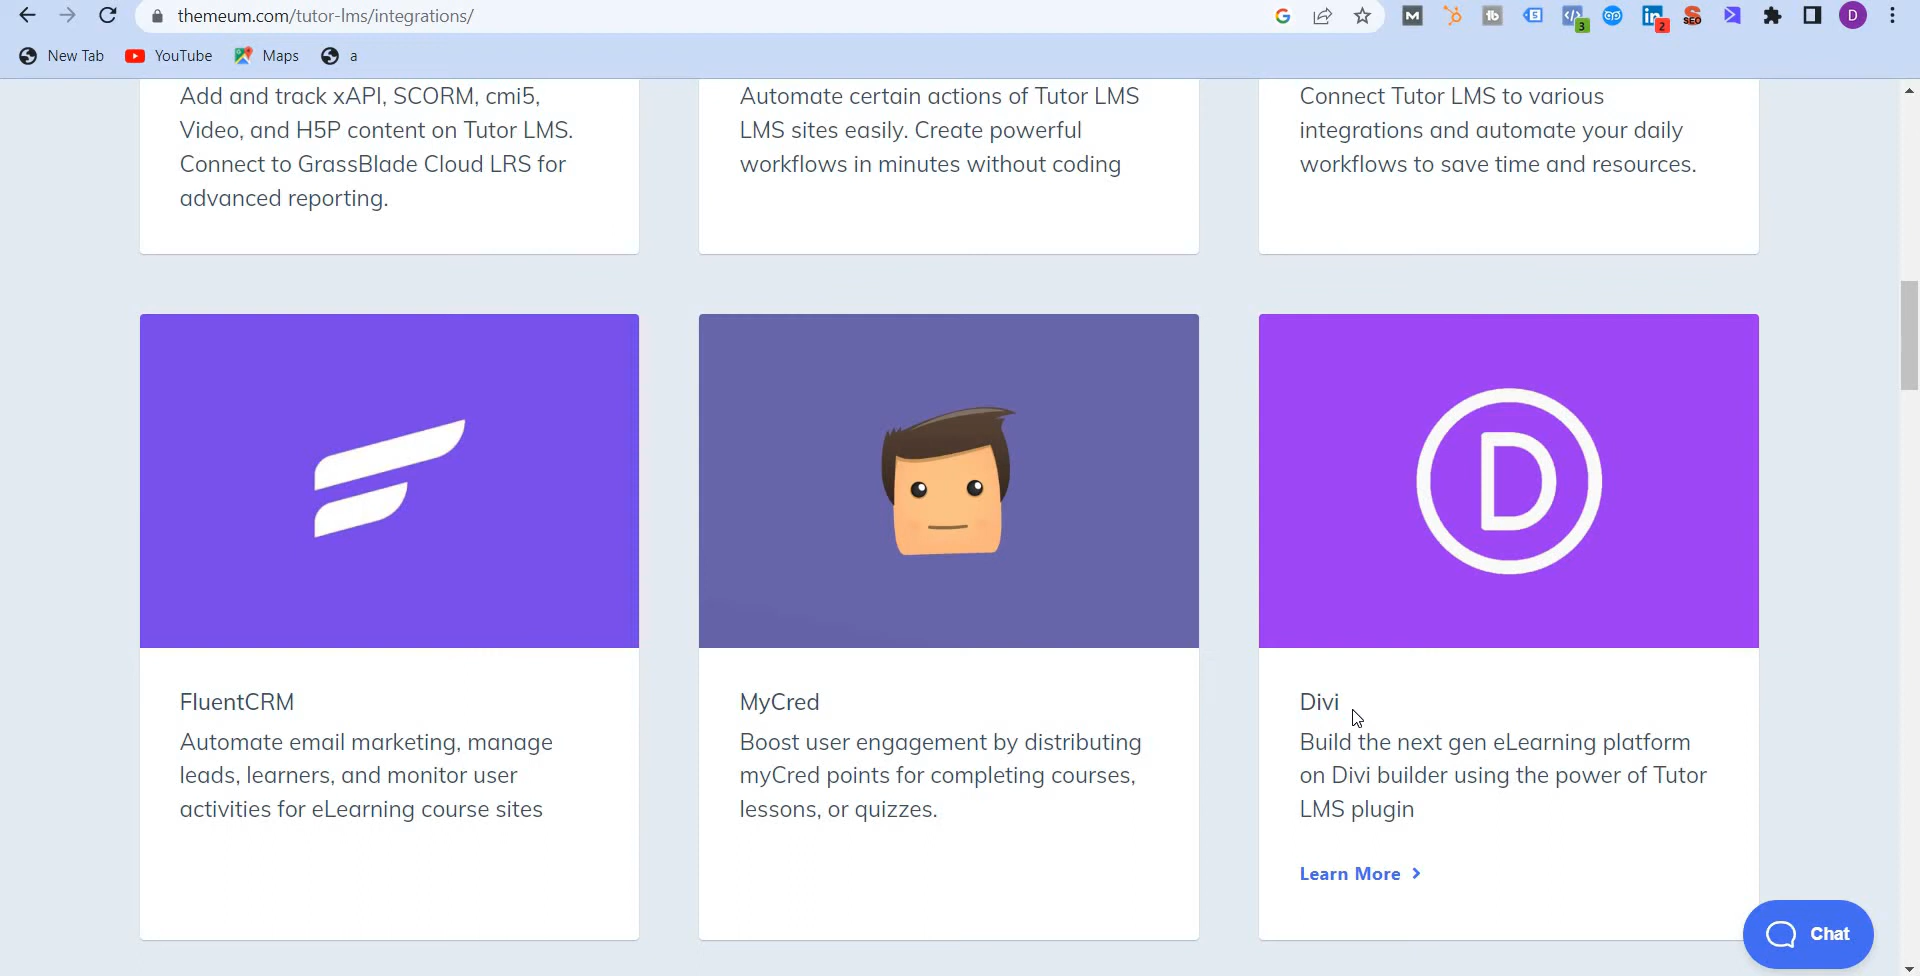 themeum.com/tutor-lms/integrations/
3
2
SEO
D
New Tab
YouTube
Maps
a
Add and track xAPI, SCORM, cmi5,
Video, and H5P content on Tutor LMS.
Connect to GrassBlade Cloud LRS for
advanced reporting.
Automate certain actions of Tutor LMS
LMS sites easily. Create powerful
workflows in minutes without coding
Connect Tutor LMS to various
integrations and automate your daily
workflows to save time and resources.
D
FluentCRM
Automate email marketing, manage
leads, learners, and monitor user
activities for eLearning course sites
MyCred
Boost user engagement by distributing
myCred points for completing courses,
lessons, or quizzes.
Divi
Build the next gen eLearning platform
on Divi builder using the power of Tutor
LMS plugin
Learn More
Chat